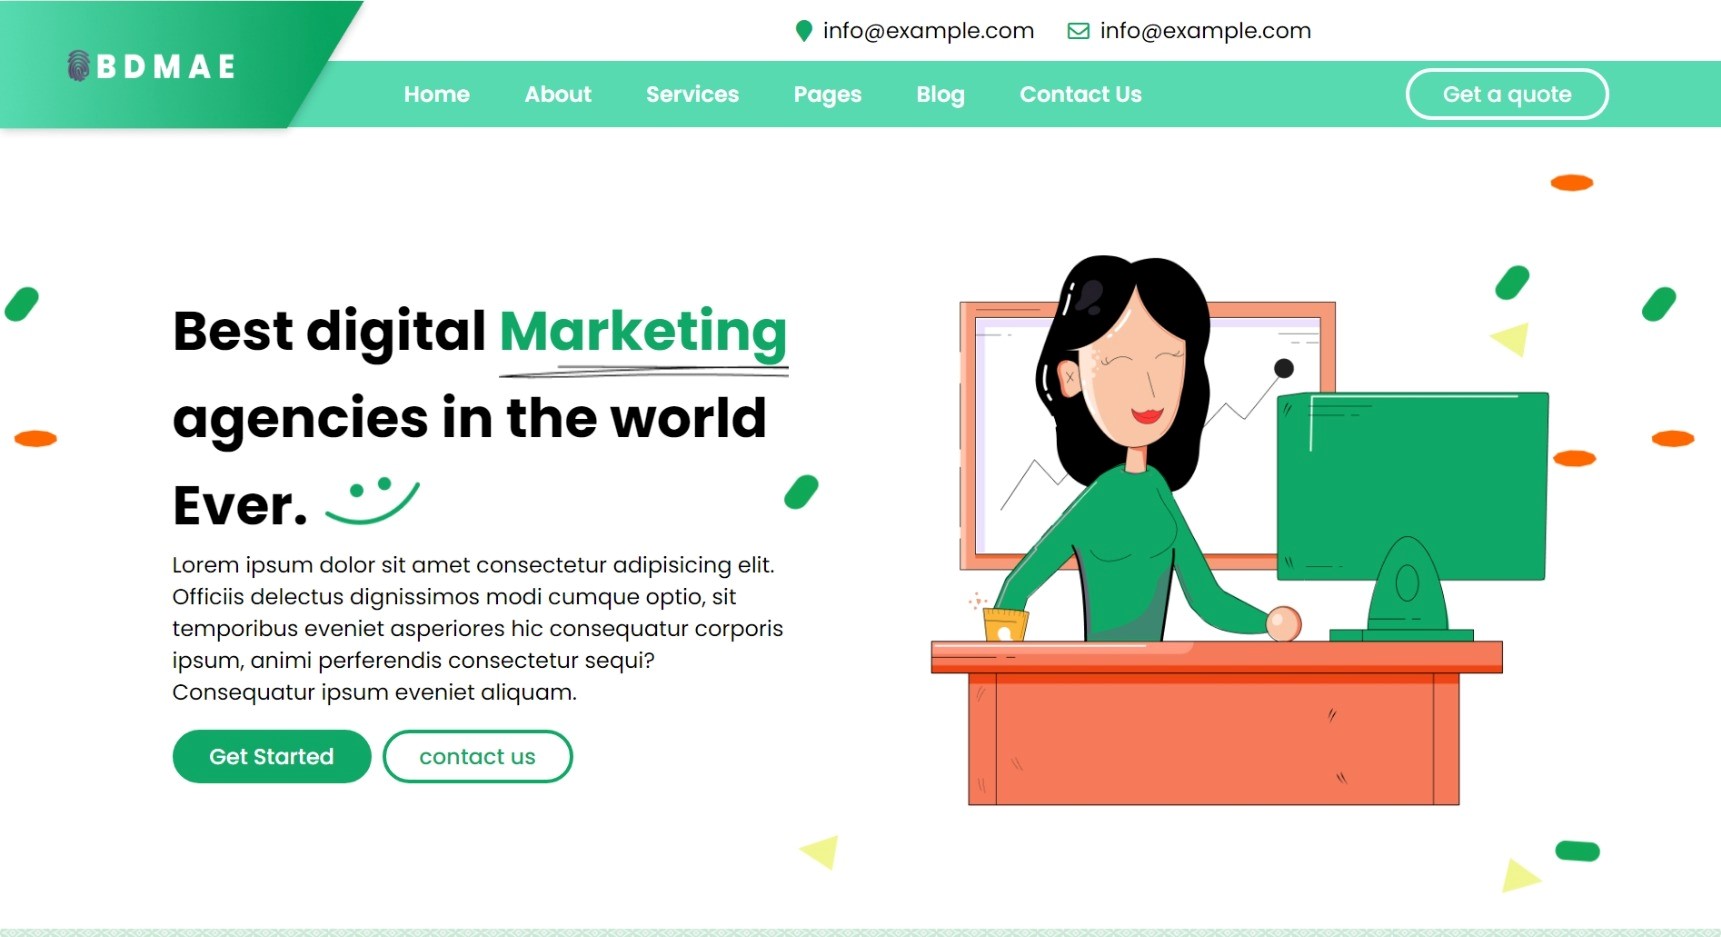 BDMAE
info@example.com info@example.com
Home About Services Pages Blog Contact Us Get a quote
Best digital Marketing
agencies in the world
Ever.
Lorem ipsum dolor sit amet consectetur adipisicing elit.
Officiis delectus dignissimos modi cumque optio, sit
temporibus eveniet asperiores hic consequatur corporis
ipsum, animi perferendis consectetur sequi?
Consequatur ipsum eveniet aliquam.
Get Started contact us